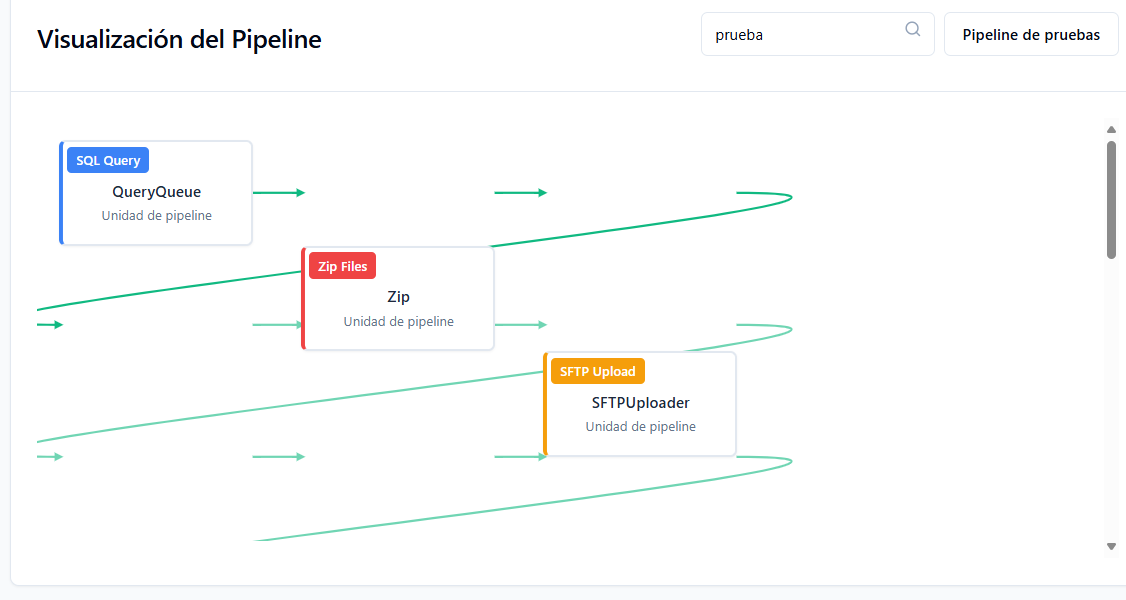 Visualización del Pipeline
prueba
Pipeline de pruebas
SQL Query
QueryQueue
Unidad de pipeline
Zip Files
Zip
Unidad de pipeline
SFTP Upload
SFTPUploader
Unidad de pipeline